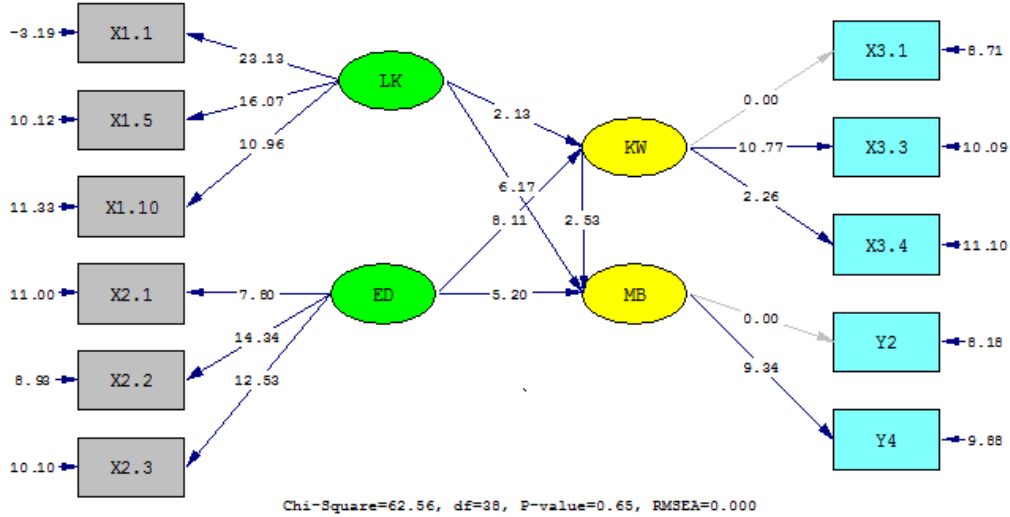 -3.19
X1.1
23.13
LK
X3.1
8.71
10.12
X1.5
16.07
2.13
0.00
10.96
KW
10.77
X3.3
10.09
11.33
X1.10
6.17
8.11
2.53
2.26
X3.4
11.10
11.00
X2.1
7.80
ED
5.20
MB
0.00
14.34
Y2
8.18
8.93
X2.2
12.53
9.34
10.10
X2.3
Y4
9.88
Chi-Square=62.56, df=38, P-value=0.65, RMSEA=0.000